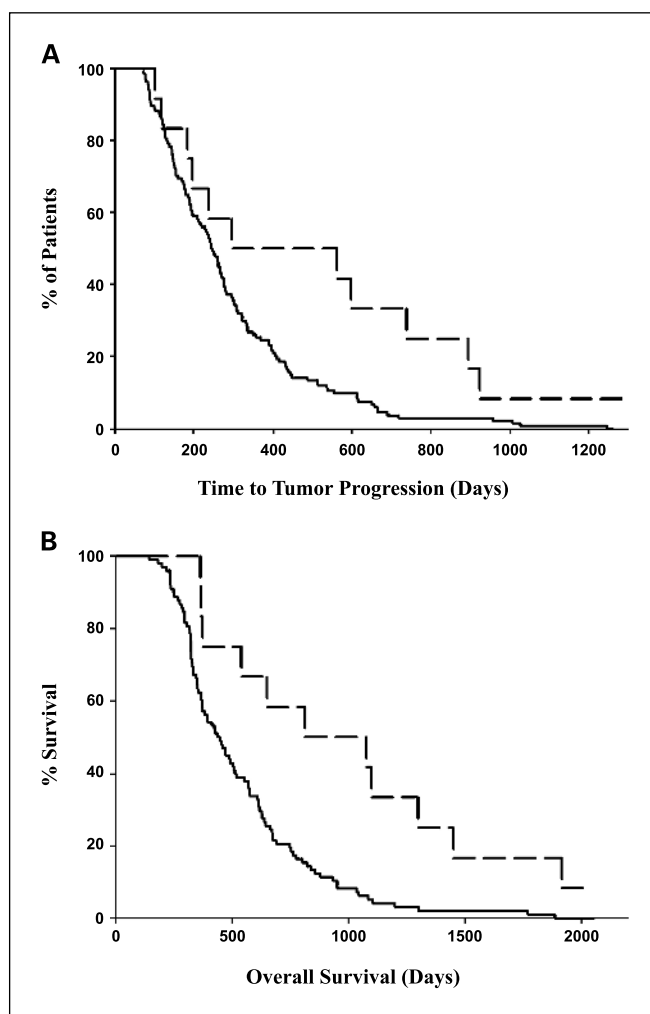 A
100
80
60
40
20
0
% of Patients
0 200 400 600 800 1000 1200
Time to Tumor Progression (Days)
B
100
80
60
40
20
0
% Survival
0 500 1000 1500 2000
Overall Survival (Days)